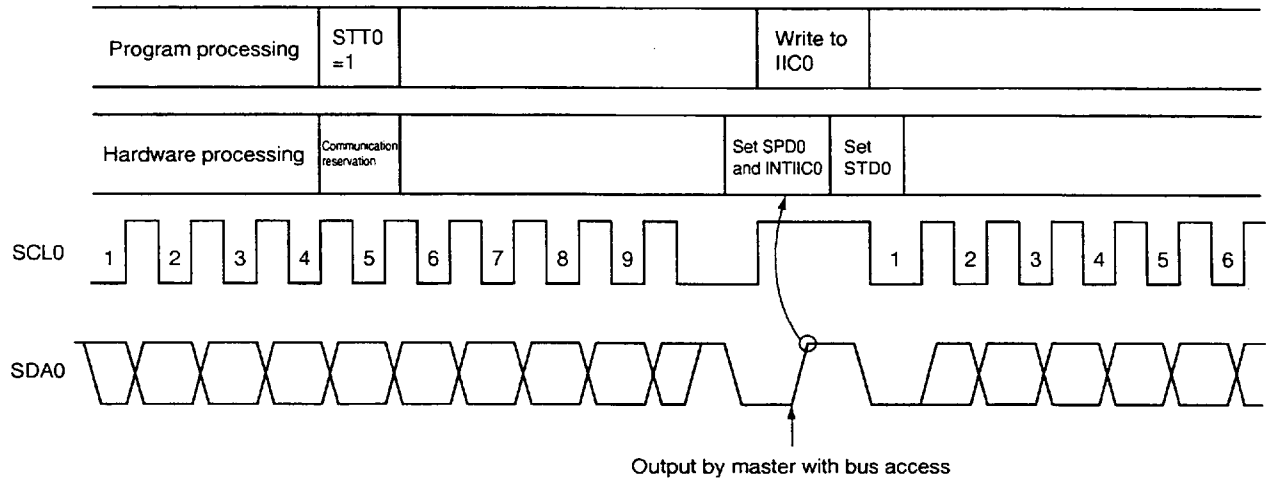 Program processing
STT0
=1
Write to
IIC0
Hardware processing
Communication
reservation
Set SPD0
and INTIIC0
Set
STD0
SCL0
1 2 3 4 5 6 7 8 9 1 2 3 4 5 6
SDA0
Output by master with bus access